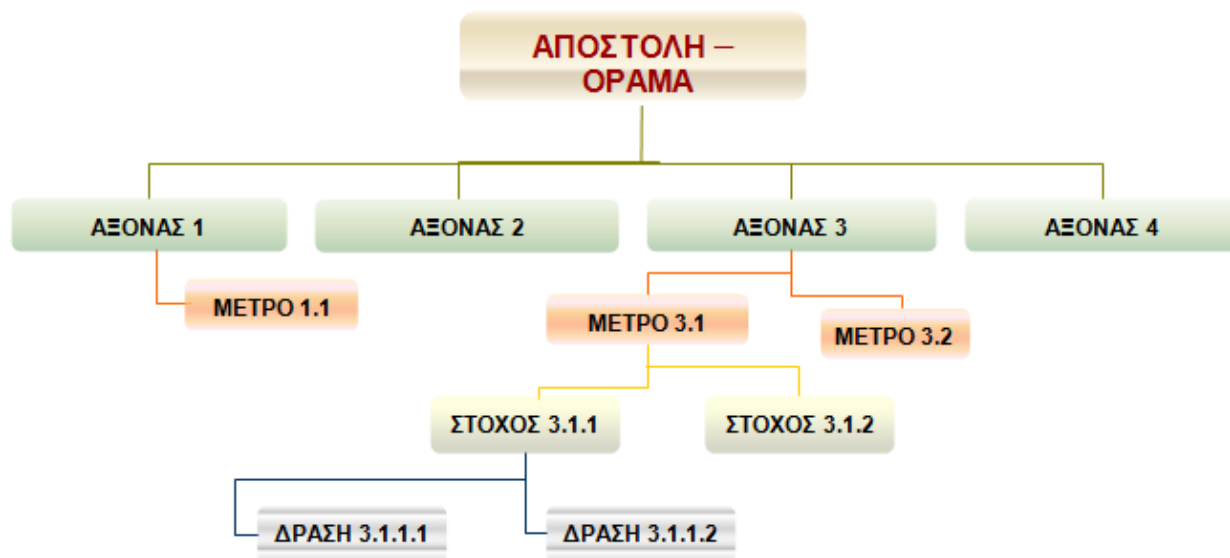 ΑΠΟΣΤΟΛΗ –
ΟΡΑΜΑ
ΑΞΟΝΑΣ 1
ΑΞΟΝΑΣ 2
ΑΞΟΝΑΣ 3
ΑΞΟΝΑΣ 4
ΜΕΤΡΟ 1.1
ΜΕΤΡΟ 3.1
ΜΕΤΡΟ 3.2
ΣΤΟΧΟΣ 3.1.1
ΣΤΟΧΟΣ 3.1.2
ΔΡΑΣΗ 3.1.1.1
ΔΡΑΣΗ 3.1.1.2